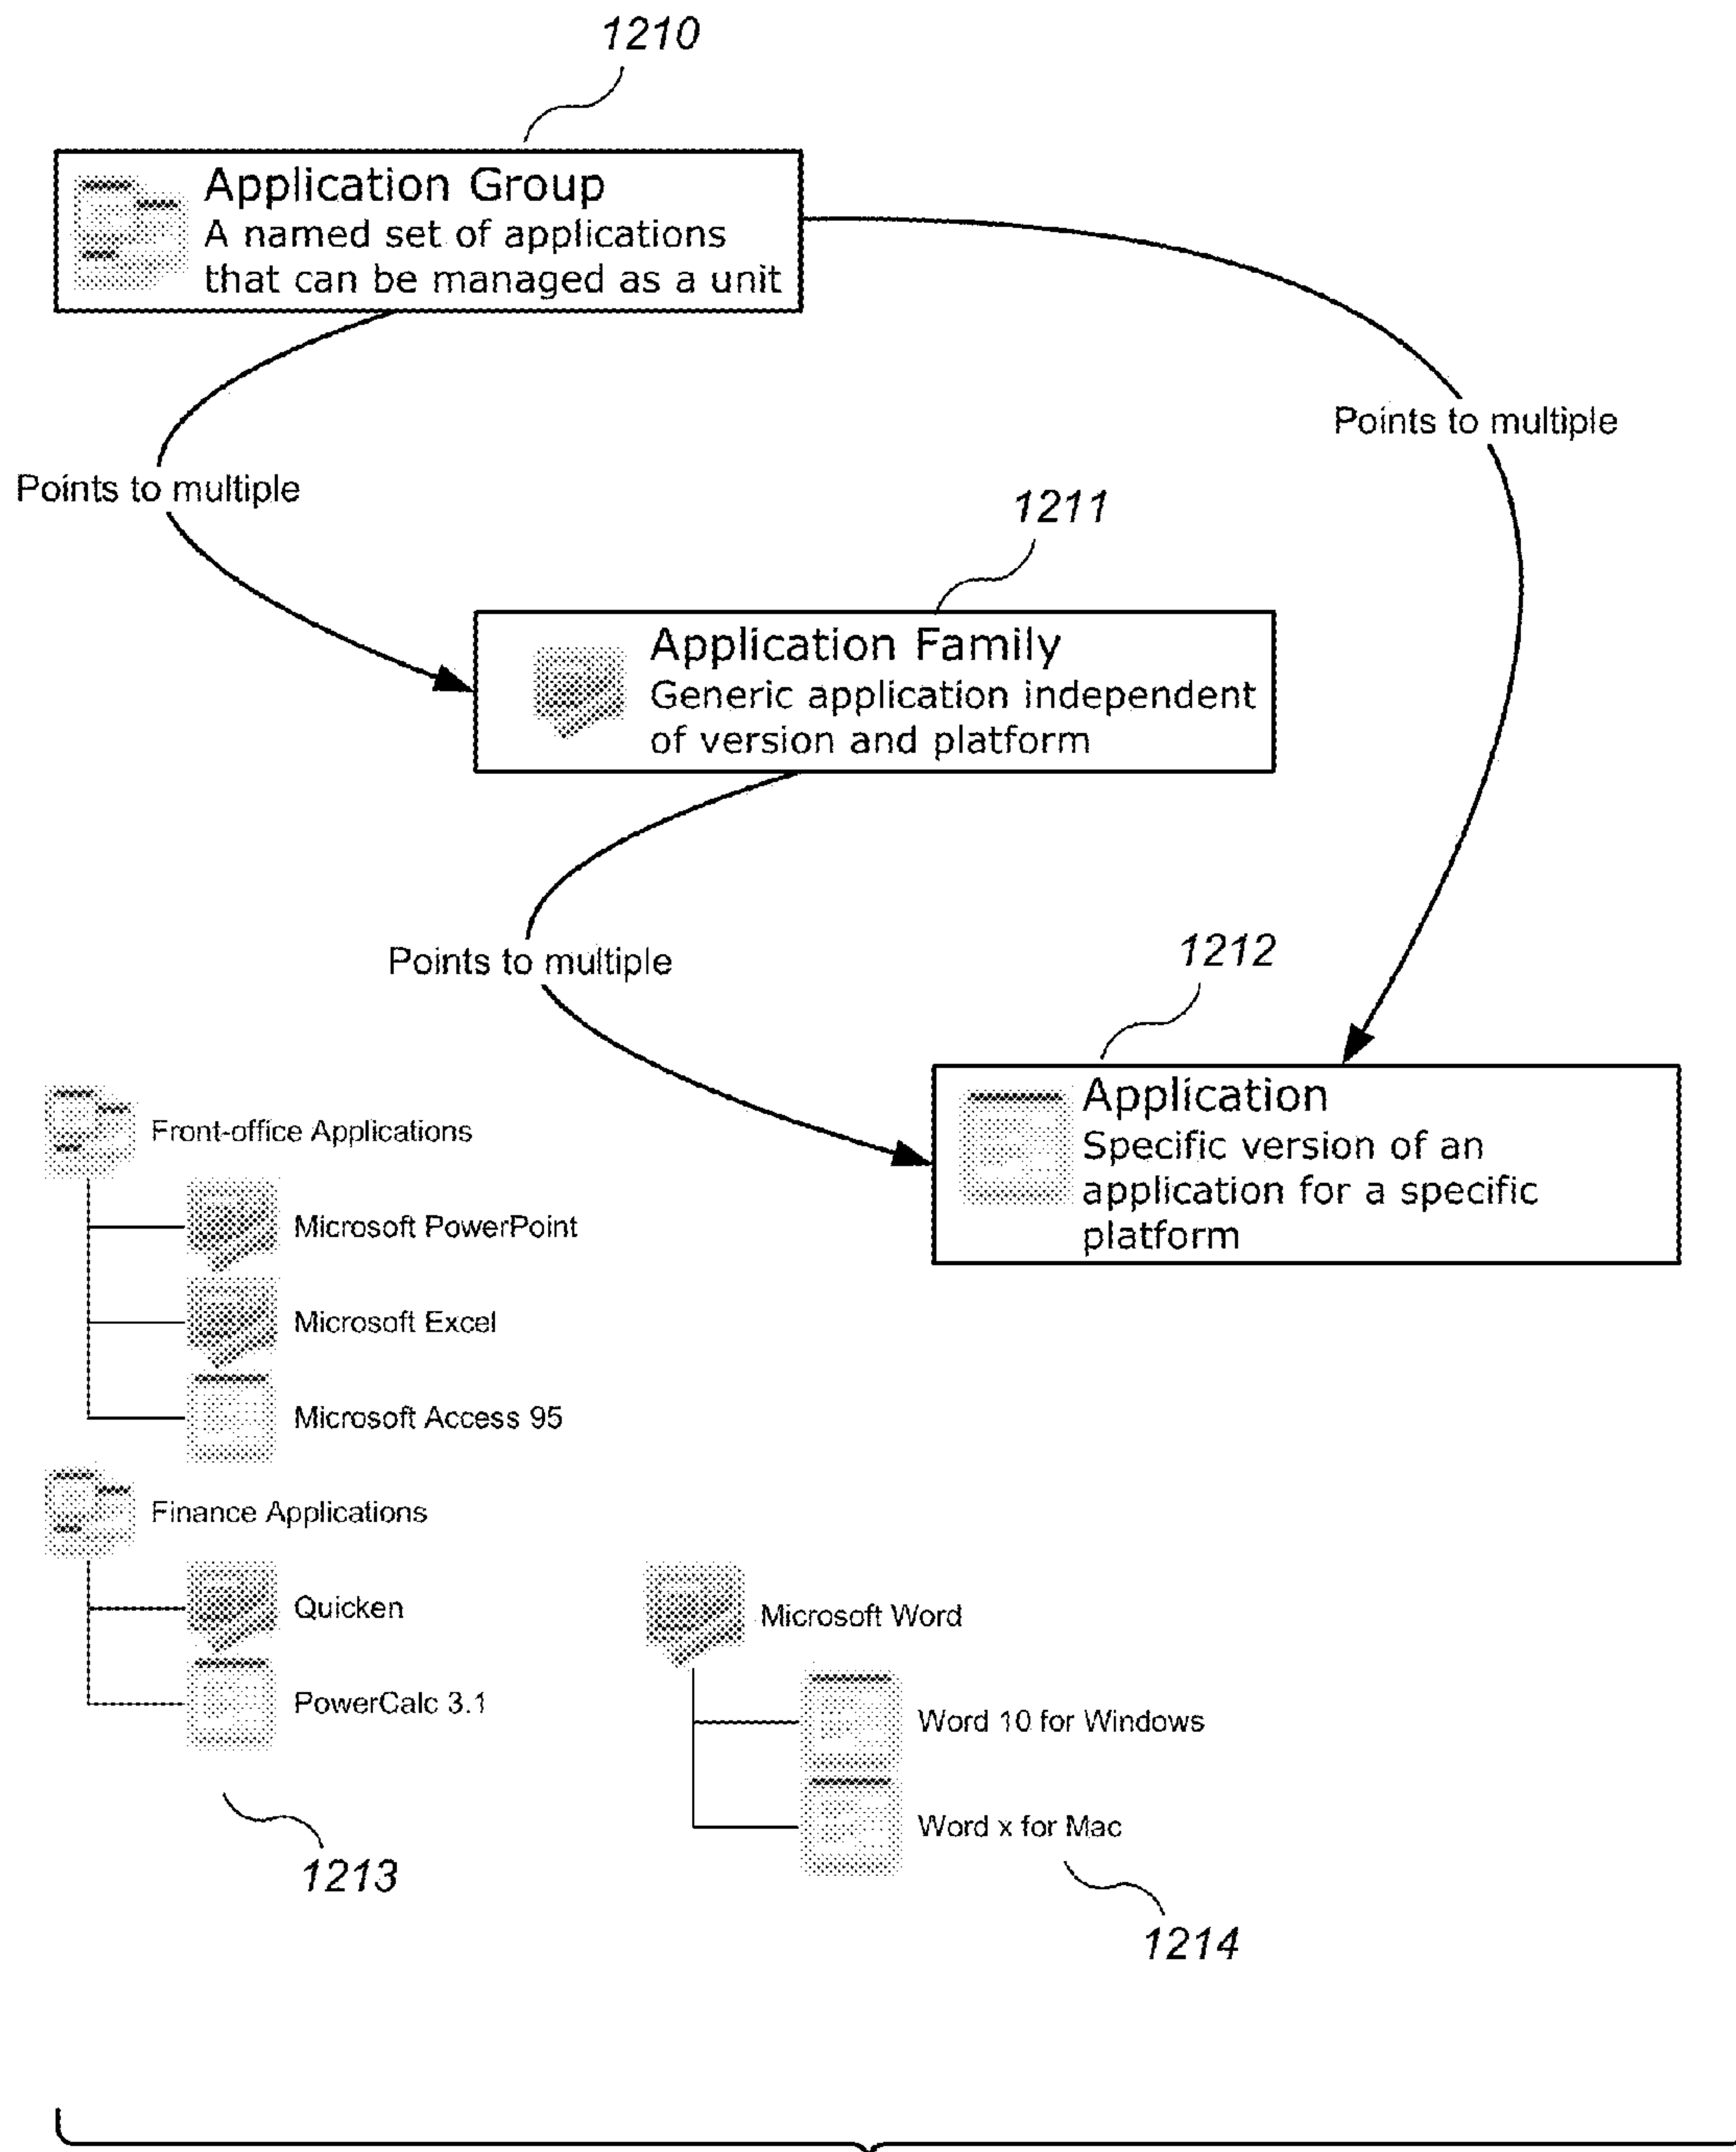 1210
Application Group
A named set of applications
that can be managed as a unit
Points to multiple
Points to multiple
1211
Application Family
Generic application independent
of version and platform
Points to multiple
1212
Application
Specific version of an
application for a specific
platform
Front-office Applications
Microsoft PowerPoint
Microsoft Excel
Microsoft Access 95
Finance Applications
Quicken
PowerCalc 3.1
1213
Microsoft Word
Word 10 for Windows
Word x for Mac
1214